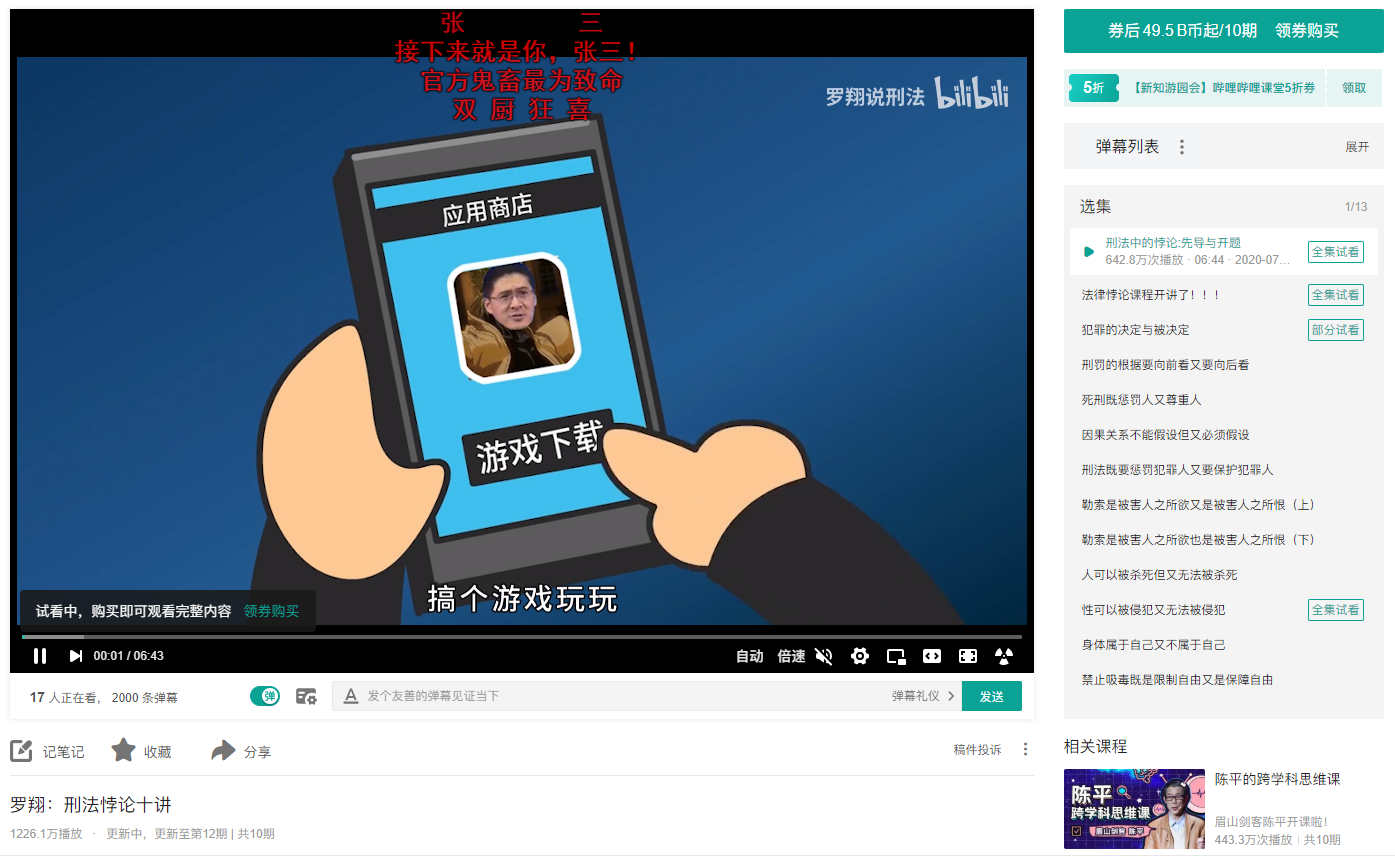 张 三
接下来就是你，张三！
官方鬼畜最为致命
双 厨 狂 喜
罗翔说刑法 bilibili
应用商店
游戏下载
搞个游戏玩玩
试看中，购买即可观看完整内容 领券购买
00:01 / 06:43
自动 倍速
17 人正在看， 2000 条弹幕
弹
发个友善的弹幕见证当下
弹幕礼仪
发送
记笔记 收藏 分享
稿件投诉
罗翔：刑法悖论十讲
1226.1万播放 · 更新中，更新至第12期 | 共10期
券后 49.5 B币起/10期 领券购买
5折 【新知游园会】哔哩哔哩课堂5折券 领取
弹幕列表 展开
选集 1/13
刑法中的悖论:先导与开题
642.8万次播放 · 06:44 · 2020-07...
全集试看
法律悖论课程开讲了！！！ 全集试看
犯罪的决定与被决定 部分试看
刑罚的根据要向前看又要向后看
死刑既惩罚人又尊重人
因果关系不能假设但又必须假设
刑法既要惩罚犯罪人又要保护犯罪人
勒索是被害人之所欲又是被害人之所恨（上）
勒索是被害人之所欲也是被害人之所恨（下）
人可以被杀死但又无法被杀死
性可以被侵犯又无法被侵犯 全集试看
身体属于自己又不属于自己
禁止吸毒既是限制自由又是保障自由
相关课程
陈平
跨学科思维课
眉山剑客 陈平
陈平的跨学科思维课
眉山剑客陈平开课啦！
443.3万次播放 | 共10期